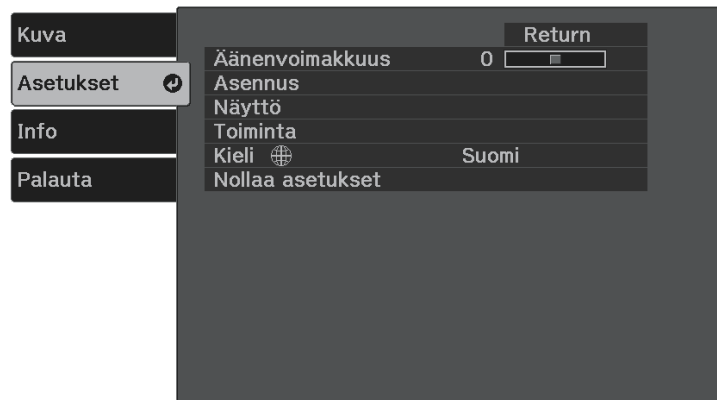 Kuva
Asetukset
Info
Palauta
Return
Äänenvoimakkuus 0
Asennus
Näyttö
Toiminta
Kieli Suomi
Nollaa asetukset